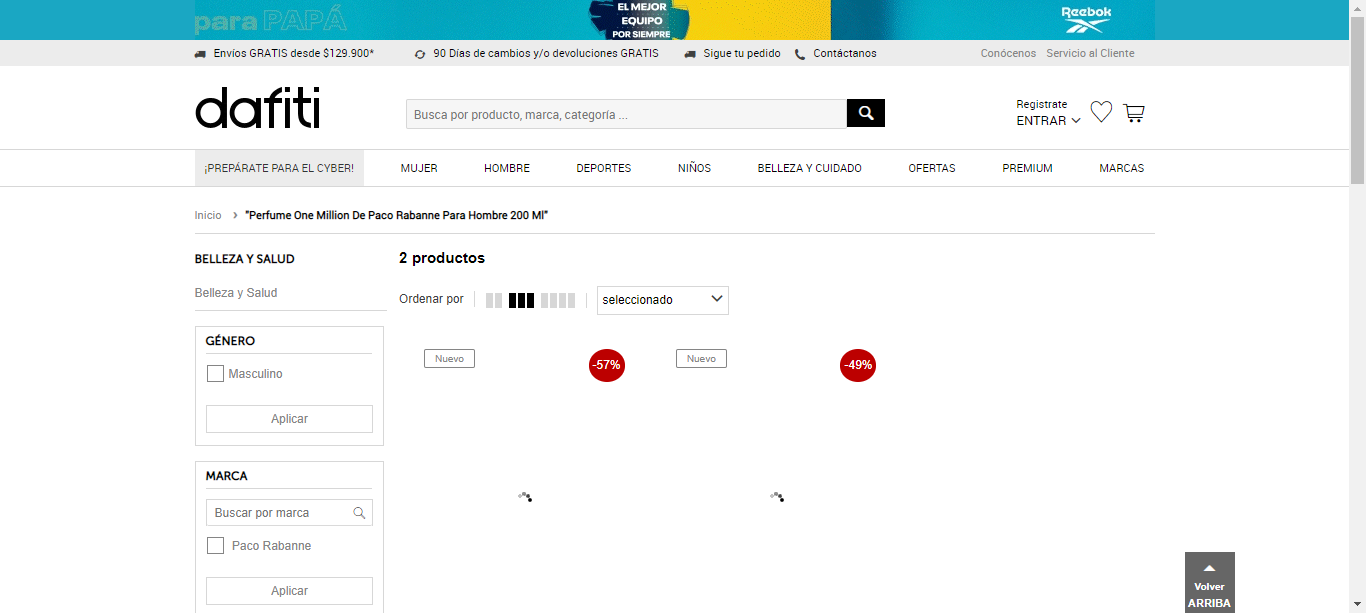 para PAPÁ
EL MEJOR
EQUIPO
POR SIEMPRE
Reebok
Envíos GRATIS desde $129.900*
90 Días de cambios y/o devoluciones GRATIS
Sigue tu pedido
Contáctanos
Conócenos
Servicio al Cliente
dafiti
Busca por producto, marca, categoría ...
Registrate
ENTRAR
¡PREPÁRATE PARA EL CYBER!
MUJER
HOMBRE
DEPORTES
NIÑOS
BELLEZA Y CUIDADO
OFERTAS
PREMIUM
MARCAS
Inicio › "Perfume One Million De Paco Rabanne Para Hombre 200 Ml"
BELLEZA Y SALUD
Belleza y Salud
GÉNERO
Masculino
Aplicar
MARCA
Buscar por marca
Paco Rabanne
Aplicar
2 productos
Ordenar por
seleccionado
Nuevo
-57%
Nuevo
-49%
Volver
ARRIBA